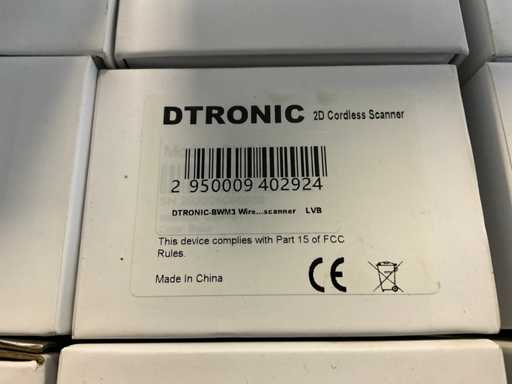 DTRONIC 2D Cordless Scanner
2 950009 402924
DTRONIC-BWM3 Wire...scanner LVB
This device complies with Part 15 of FCC
Rules.
Made In China
CE